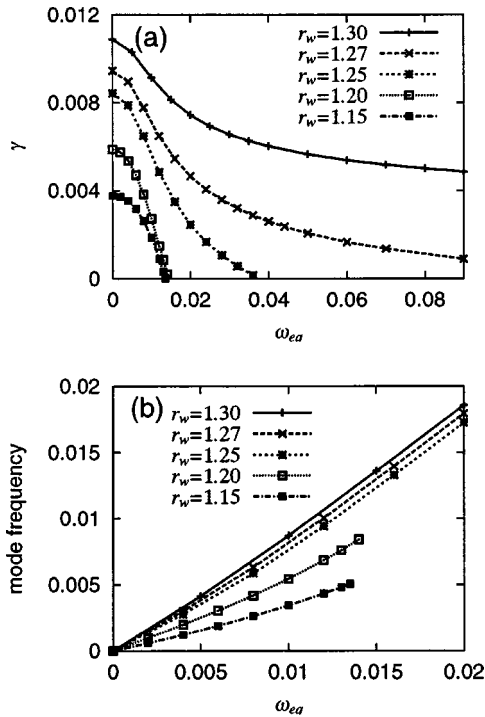 0.012
(a)
r_w=1.30
r_w=1.27
r_w=1.25
r_w=1.20
r_w=1.15
0.008
γ
0.004
0
0 0.02 0.04 0.06 0.08
ω_ea
0.02
(b)
r_w=1.30
r_w=1.27
r_w=1.25
r_w=1.20
r_w=1.15
0.015
mode frequency
0.01
0.005
0
0 0.005 0.01 0.015 0.02
ω_ea